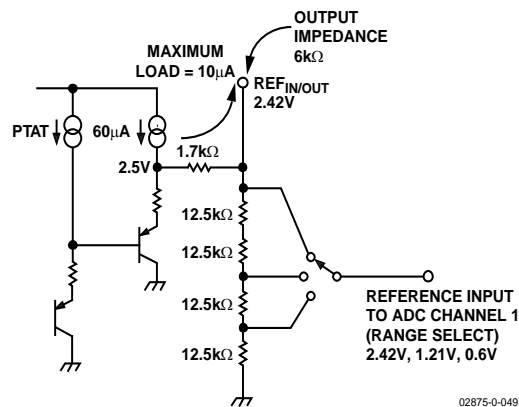 OUTPUT
IMPEDANCE
6kΩ
MAXIMUM
LOAD = 10μA
REFIN/OUT
2.42V
PTAT
60μA
2.5V
1.7kΩ
12.5kΩ
12.5kΩ
12.5kΩ
12.5kΩ
REFERENCE INPUT
TO ADC CHANNEL 1
(RANGE SELECT)
2.42V, 1.21V, 0.6V
02875-0-049